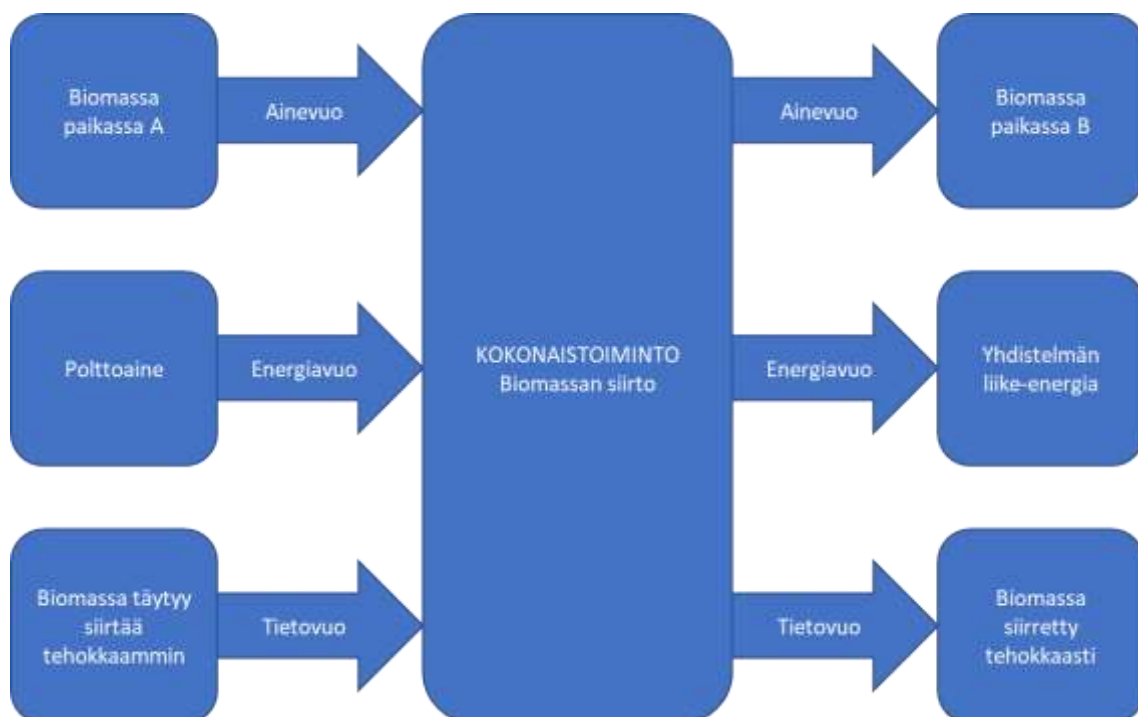 Biomassa
paikassa A
Ainevuo
Ainevuo
Biomassa
paikassa B
Polttoaine
Energiavuo
KOKONAISTOIMINTO
Biomassan siirto
Energiavuo
Yhdistelmän
liike-energia
Biomassa täytyy
siirtää
tehokkaammin
Tietovuo
Tietovuo
Biomassa
siirretty
tehokkaasti